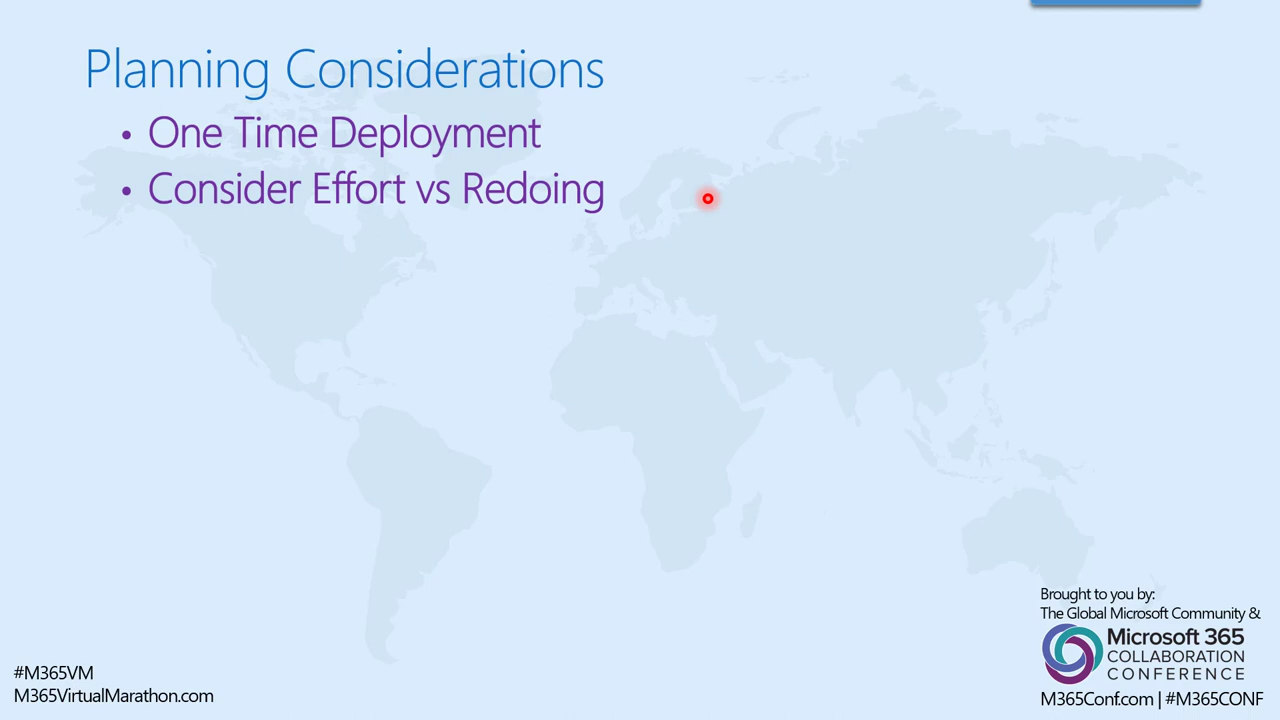 Planning Considerations
• One Time Deployment
• Consider Effort vs Redoing
Brought to you by:
The Global Microsoft Community &
Microsoft 365
COLLABORATION
CONFERENCE
M365Conf.com | #M365CONF
#M365VM
M365VirtualMarathon.com